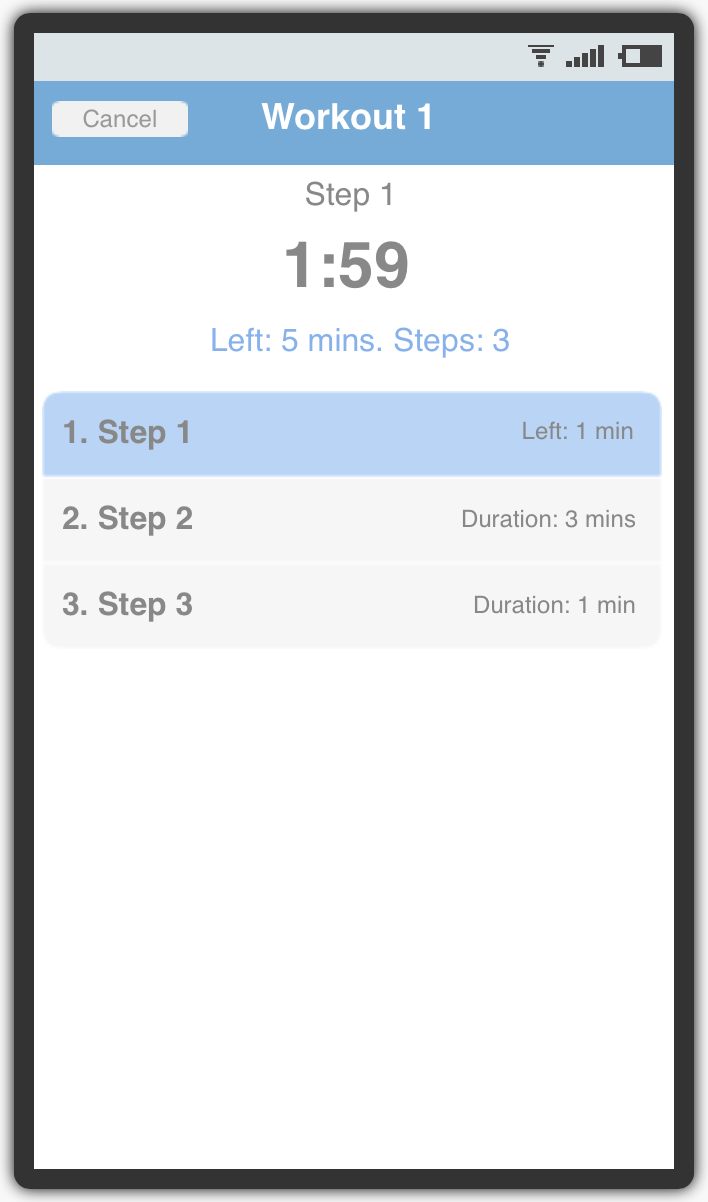 Cancel Workout 1
Step 1
1:59
Left: 5 mins. Steps: 3
1. Step 1 Left: 1 min
2. Step 2 Duration: 3 mins
3. Step 3 Duration: 1 min